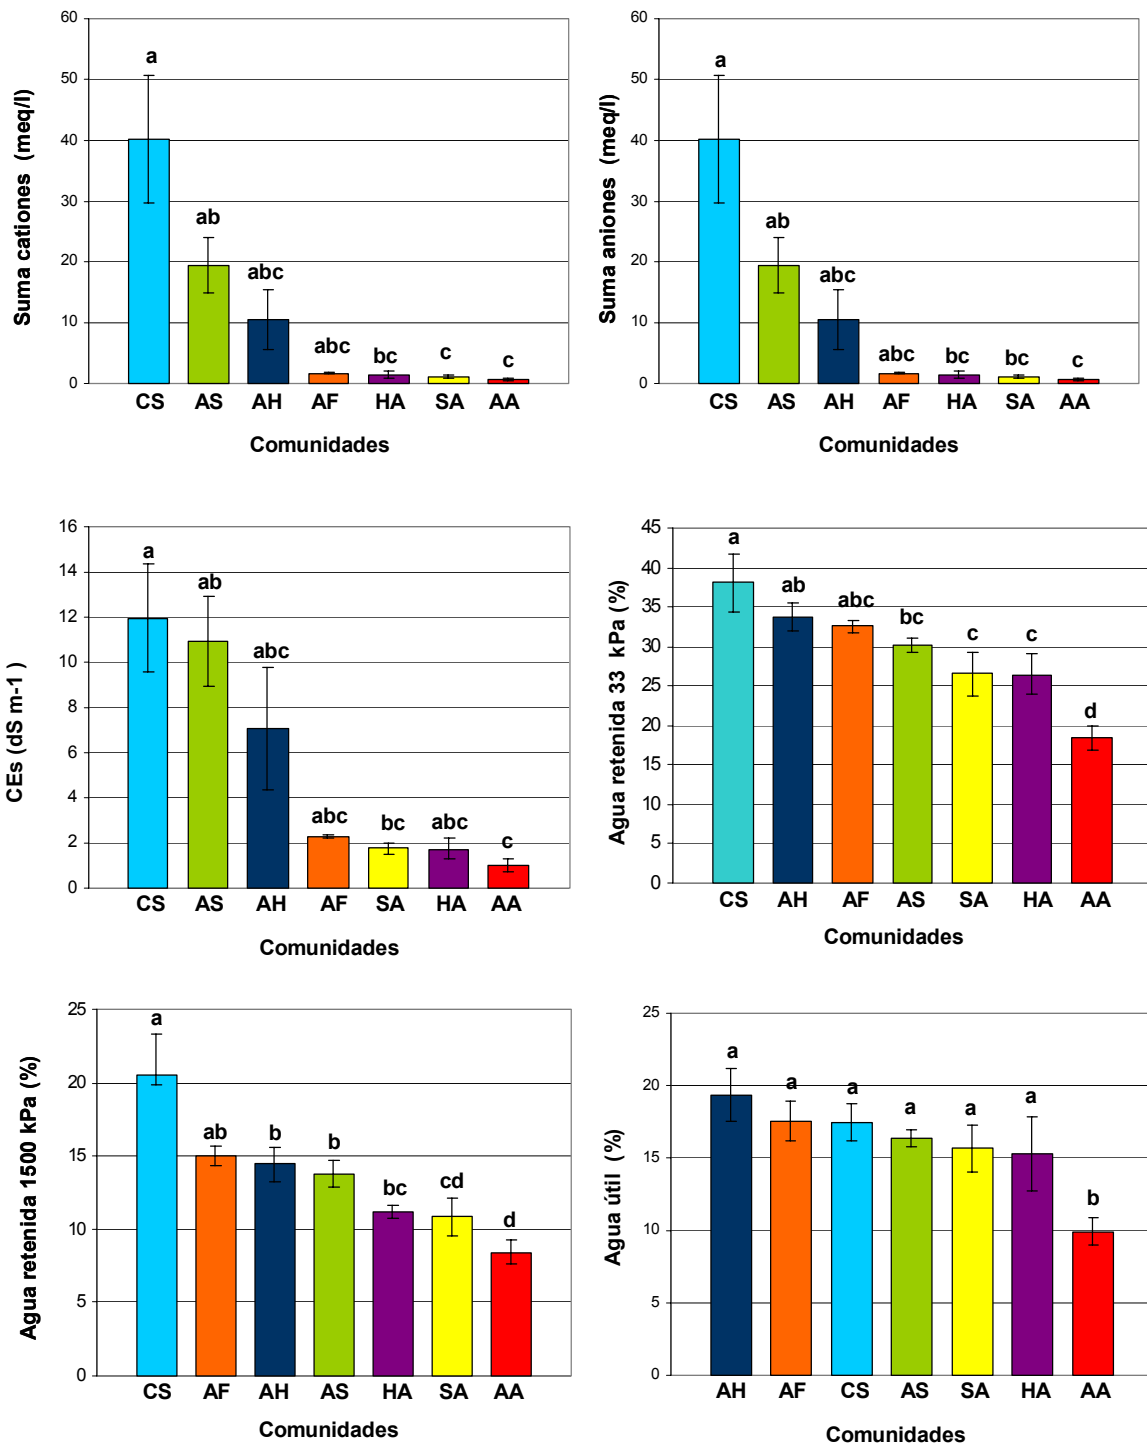 Suma cationes (meq/l)
60
50
40
30
20
10
0
a
ab
abc
abc
bc
c
c
CS AS AH AF HA SA AA
Comunidades
Suma aniones (meq/l)
60
50
40
30
20
10
0
a
ab
abc
abc
bc
bc
c
CS AS AH AF HA SA AA
Comunidades
CEs (dS m-1 )
16
14
12
10
8
6
4
2
0
a
ab
abc
abc
bc
abc
c
CS AS AH AF SA HA AA
Comunidades
Agua retenida 33 kPa (%)
45
40
35
30
25
20
15
10
5
0
a
ab
abc
bc
c
c
d
CS AH AF AS SA HA AA
Comunidades
Agua retenida 1500 kPa (%)
25
20
15
10
5
0
a
ab
b
b
bc
cd
d
CS AF AH AS HA SA AA
Comunidades
Agua útil (%)
25
20
15
10
5
0
a
a
a
a
a
a
b
AH AF CS AS SA HA AA
Comunidades